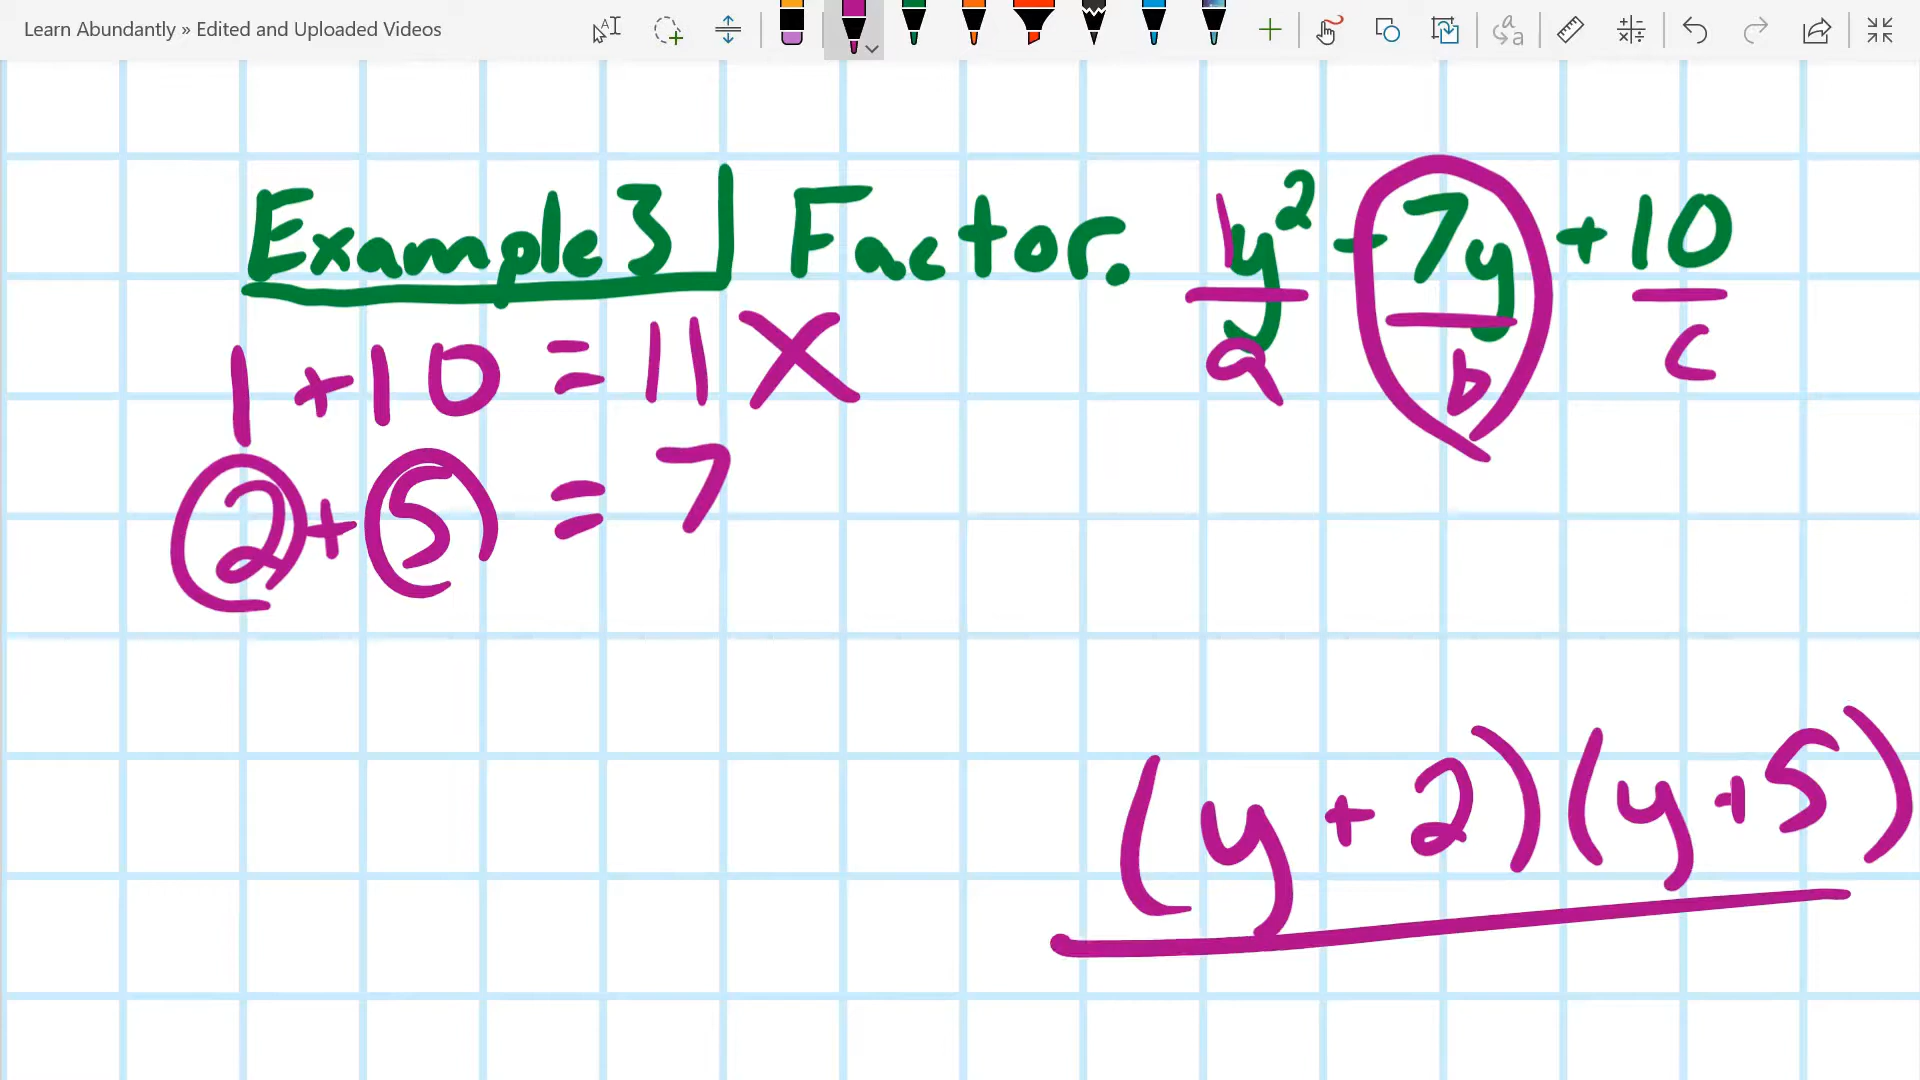 Learn Abundantly » Edited and Uploaded Videos
Example 3 Factor. 1y² - 7y + 10
a b c
1 + 10 = 11 X
2 + 5 = 7
(y + 2)(y + 5)